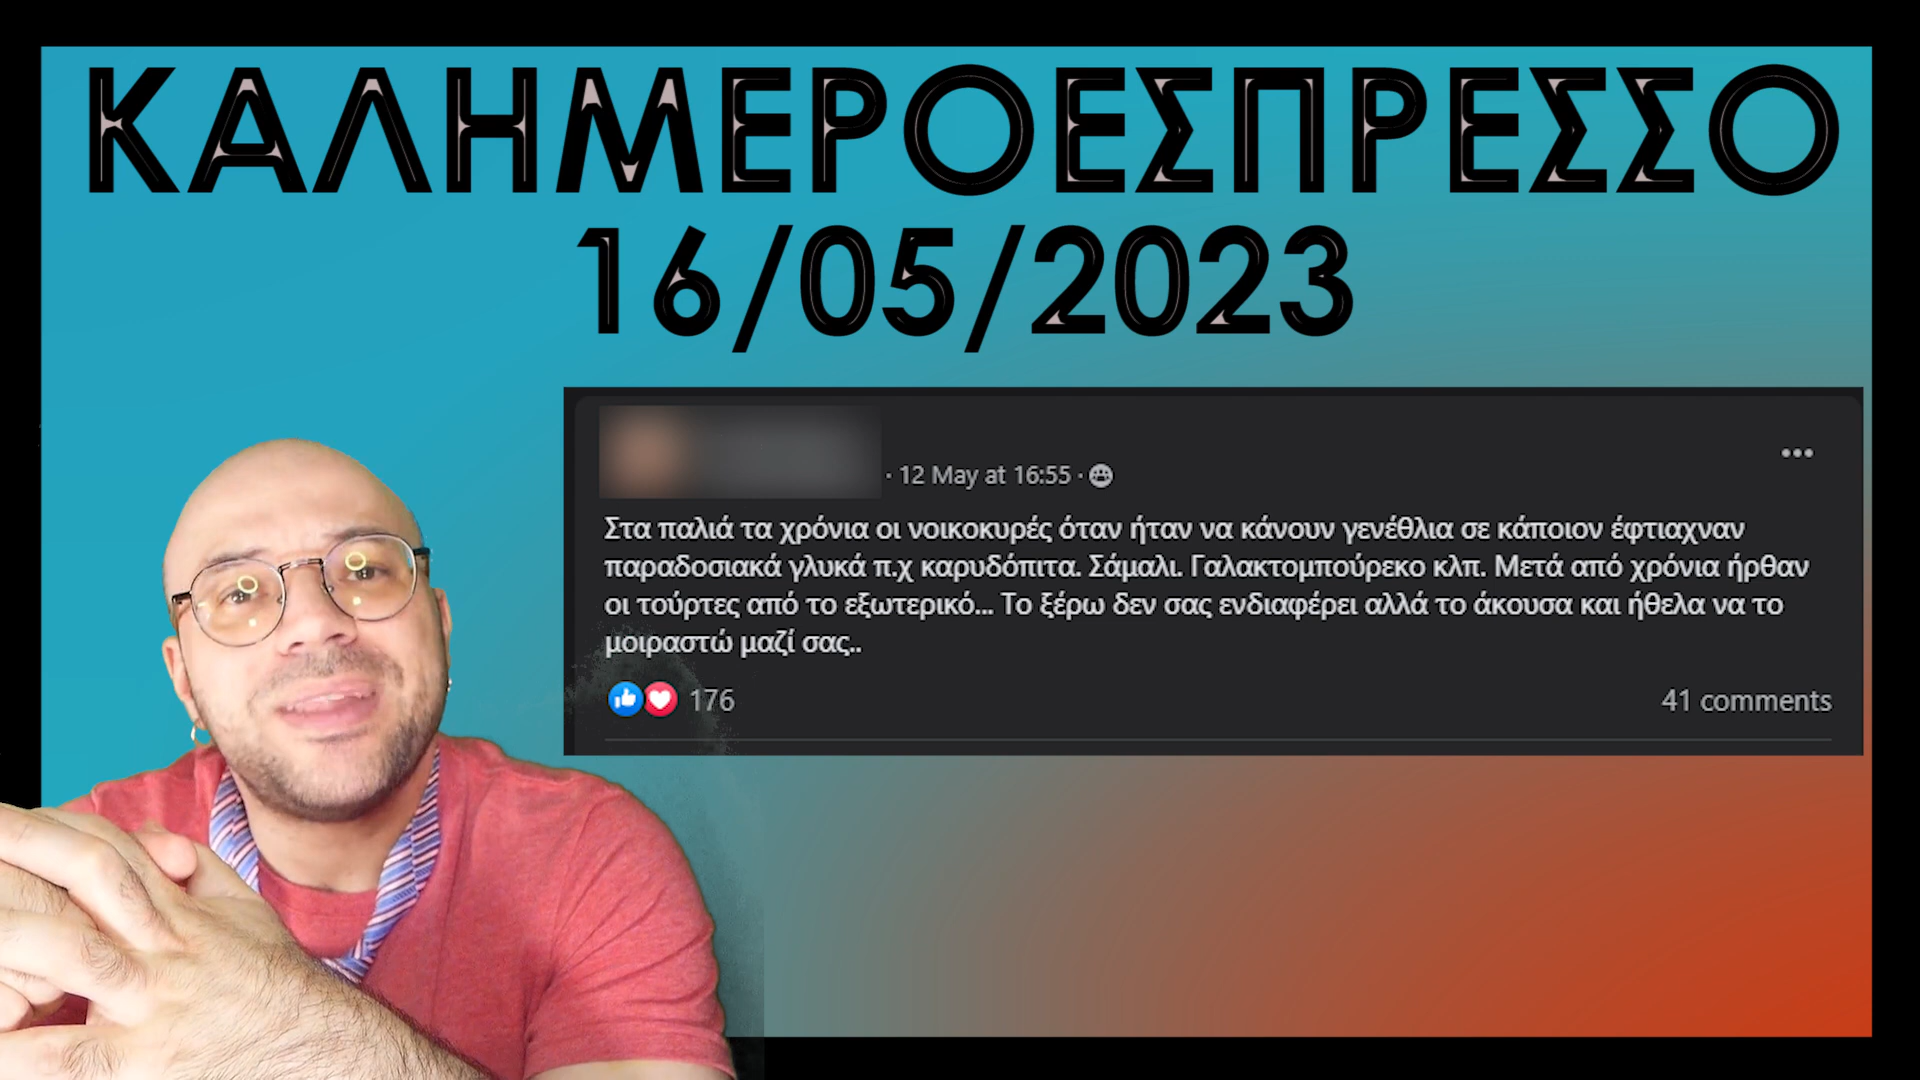 ΚΑΛΗΜΕΡΟΕΣΠΡΕΣΣΟ
16/05/2023
· 12 May at 16:55 ·
Στα παλιά τα χρόνια οι νοικοκυρές όταν ήταν να κάνουν γενέθλια σε κάποιον έφτιαχναν
παραδοσιακά γλυκά π.χ καρυδόπιτα. Σάμαλι. Γαλακτομπούρεκο κλπ. Μετά από χρόνια ήρθαν
οι τούρτες από το εξωτερικό... Το ξέρω δεν σας ενδιαφέρει αλλά το άκουσα και ήθελα να το
μοιραστώ μαζί σας..
176
41 comments